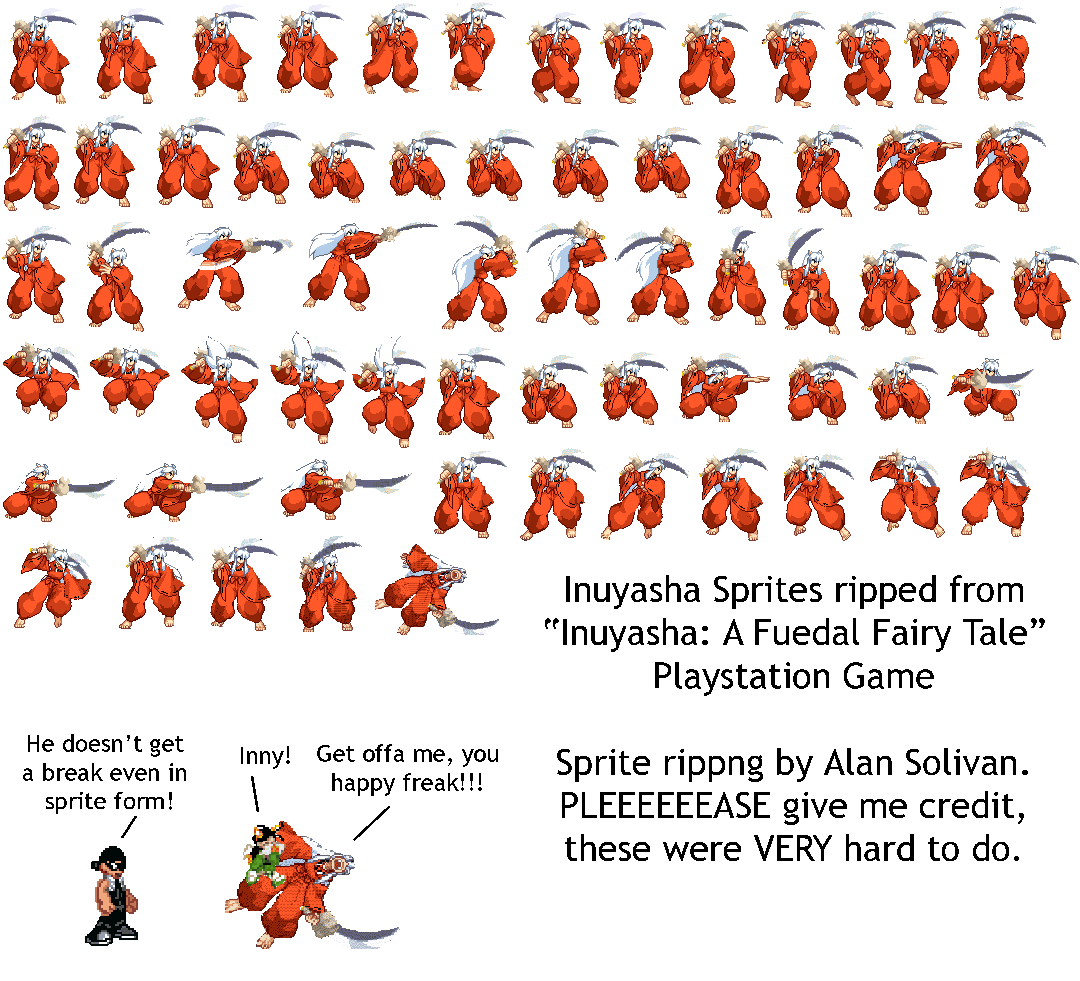 Inuyasha Sprites ripped from
“Inuyasha: A Fuedal Fairy Tale”
Playstation Game
Sprite rippng by Alan Solivan.
PLEEEEEEASE give me credit,
these were VERY hard to do.
He doesn’t get
a break even in
sprite form!
Inny!
Get offa me, you
happy freak!!!